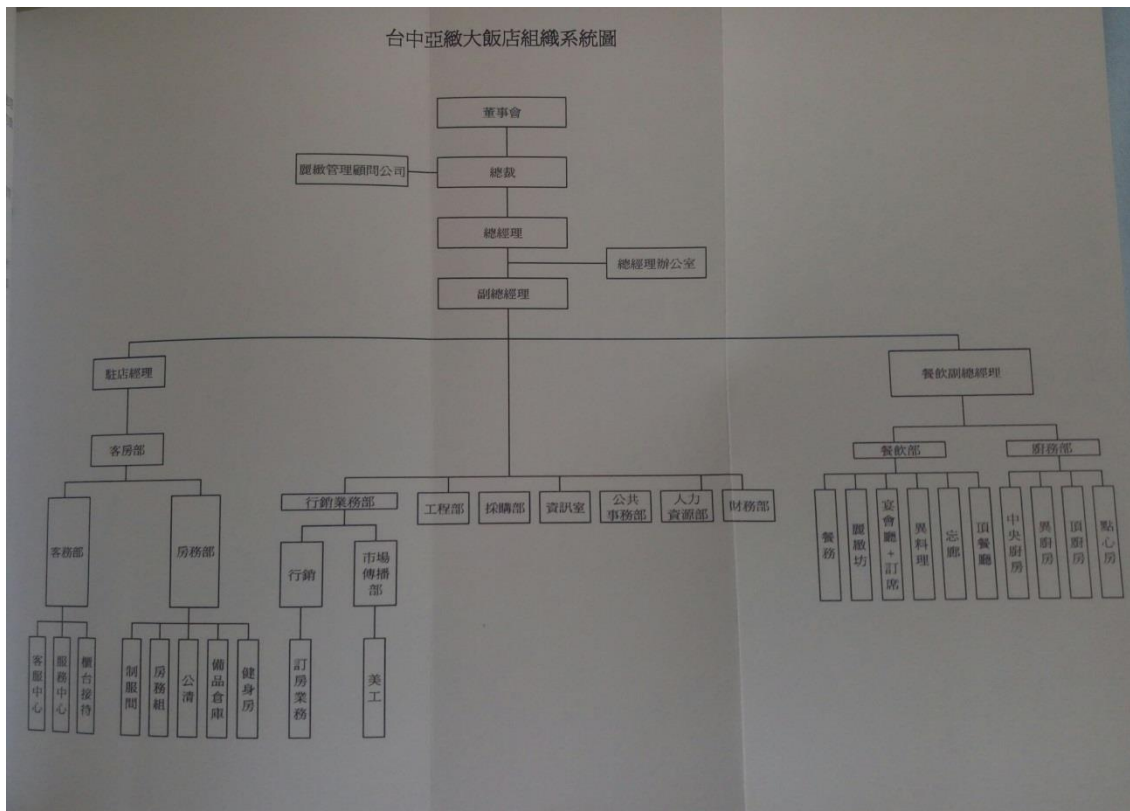 台中亞緻大飯店組織系統圖
董事會
麗緻管理顧問公司
總裁
總經理
總經理辦公室
副總經理
駐店經理
餐飲副總經理
客房部
餐飲部
廚務部
行銷業務部
工程部
採購部
資訊室
公共
事務部
人力
資源部
財務部
客務部
房務部
行銷
市場
傳播
部
餐務
麗緻坊
宴會廳+訂席
異料理
忘廊
頂餐廳
中央廚房
異廚房
頂廚房
點心房
客服中心
服務中心
櫃台接待
制服間
房務組
公清
備品倉庫
健身房
訂房業務
美工